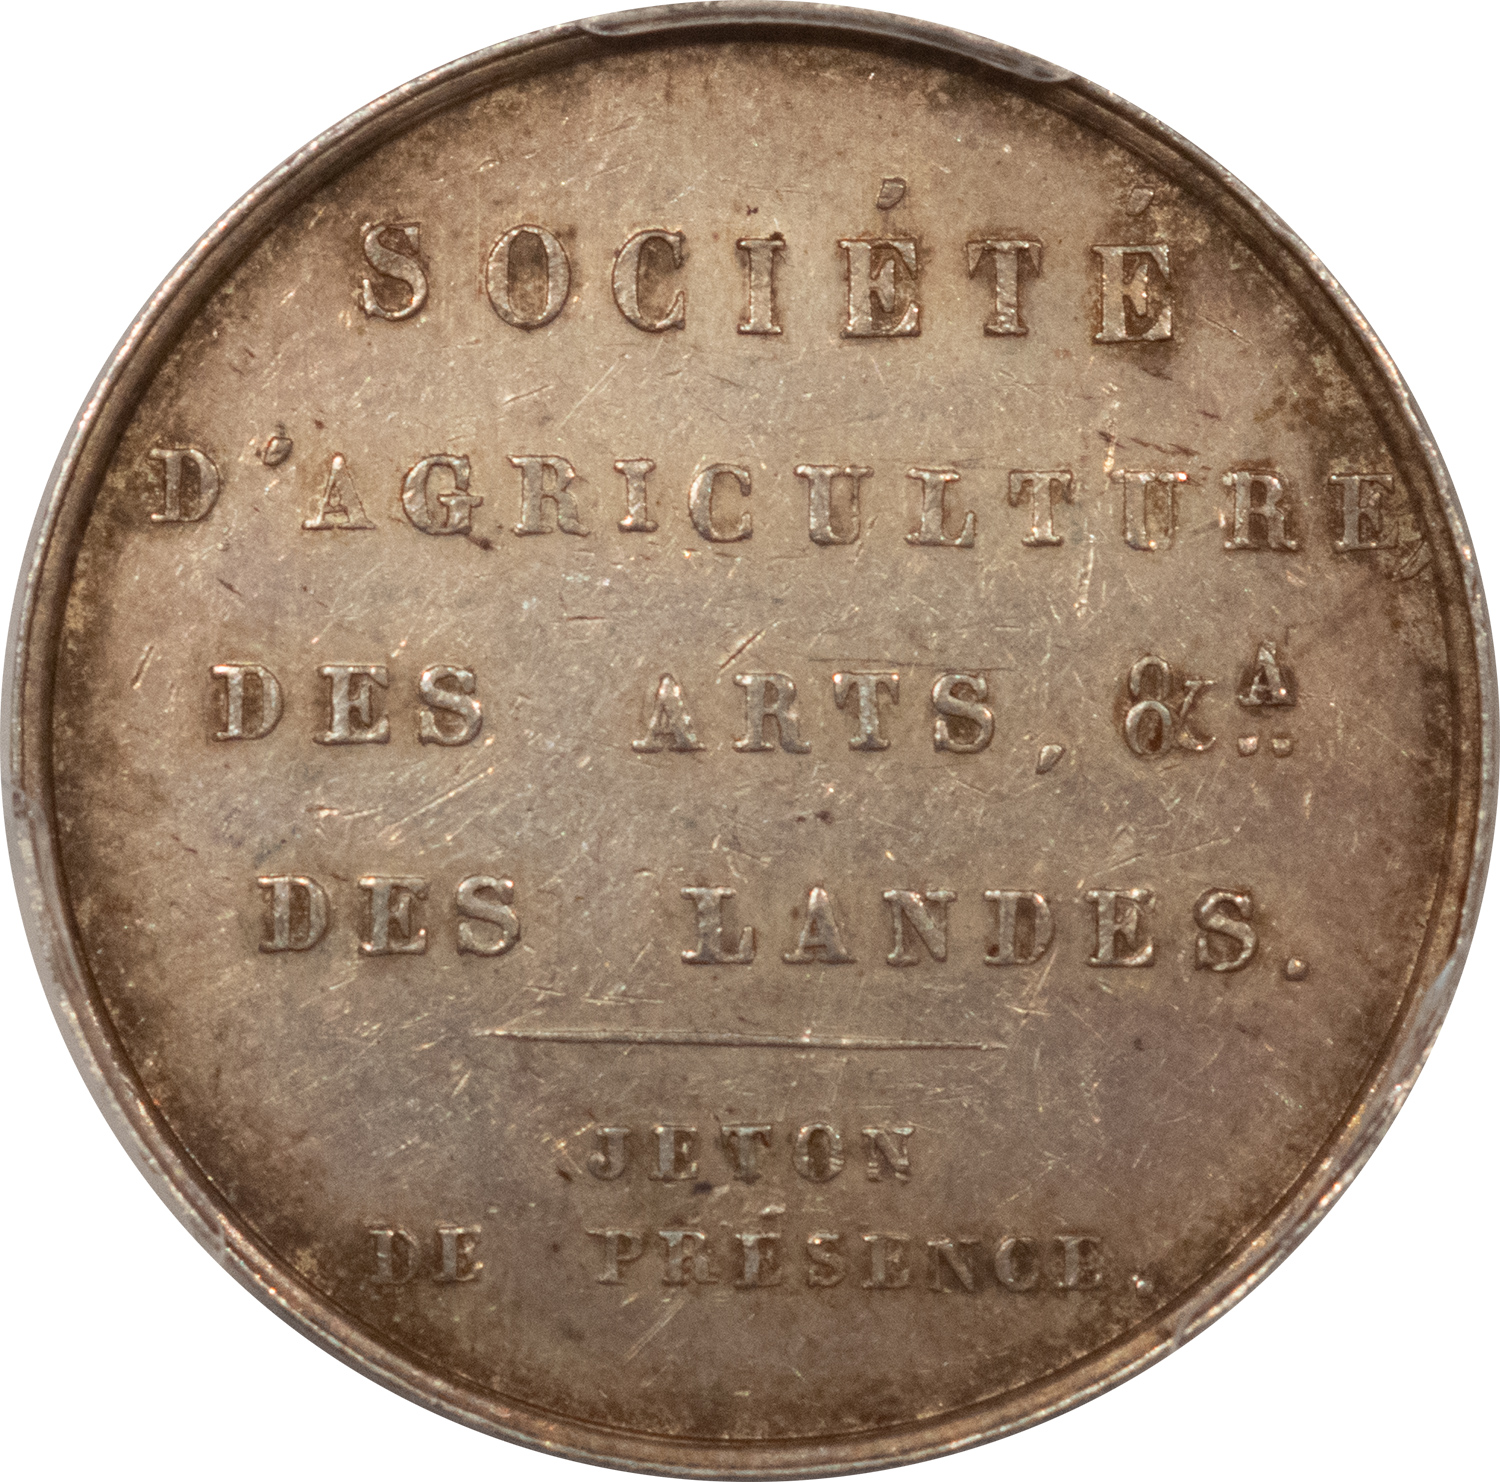 SOCIÉTÉ
D'AGRICULTURE
DES ARTS, &A..
DES LANDES.
JETON
DE PRÉSENCE.